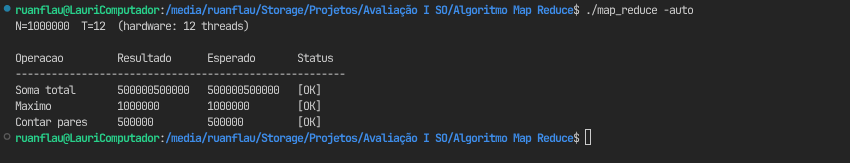 ruanflau@LauriComputador:/media/ruanflau/Storage/Projetos/Avaliação I SO/Algoritmo Map Reduce$ ./map_reduce -auto
N=1000000  T=12  (hardware: 12 threads)
Operacao         Resultado      Esperado       Status
-------------------------------------------------------
Soma total       500000500000   500000500000   [OK]
Maximo           1000000        1000000        [OK]
Contar pares     500000         500000         [OK]
ruanflau@LauriComputador:/media/ruanflau/Storage/Projetos/Avaliação I SO/Algoritmo Map Reduce$